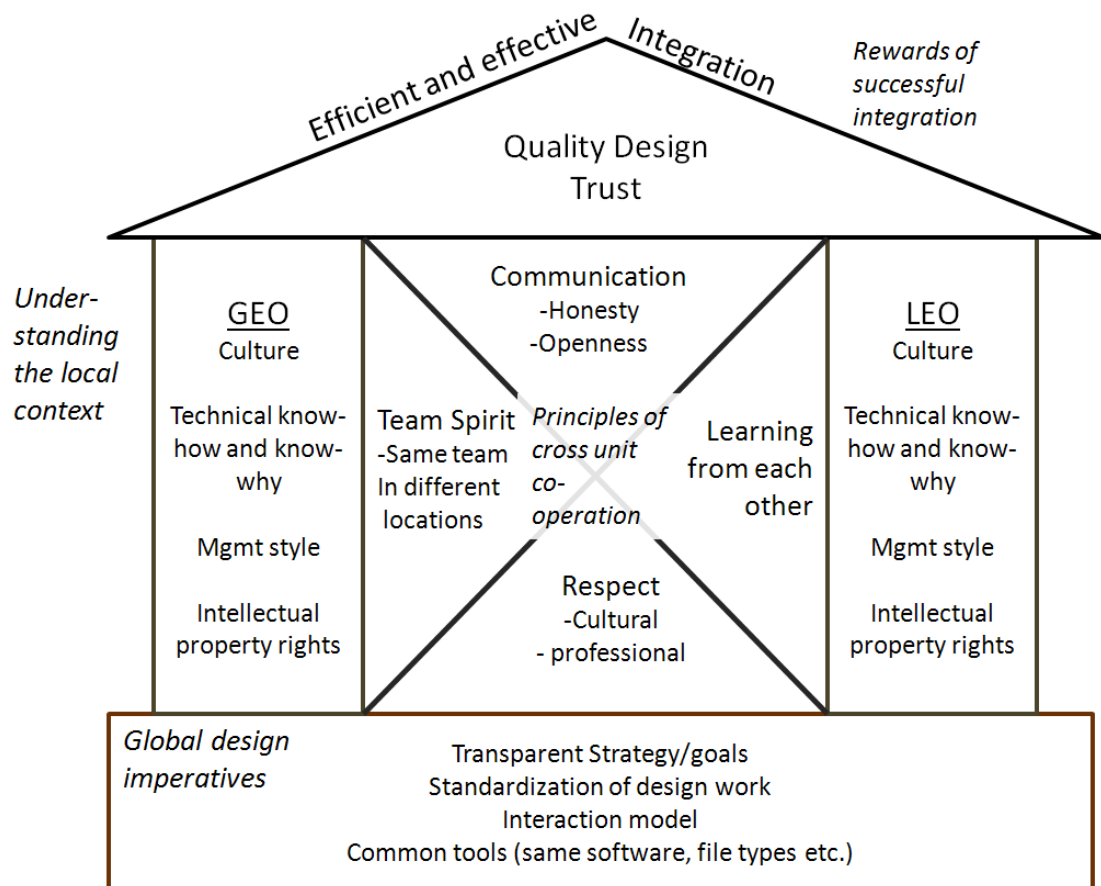 Efficient and effective
Integration
Rewards of
successful
integration
Quality Design
Trust
Under-
standing
the local
context
GEO
Culture
Technical know-
how and know-
why
Mgmt style
Intellectual
property rights
Communication
-Honesty
-Openness
Team Spirit
-Same team
In different
locations
Principles of
cross unit
co-
operation
Learning
from each
other
Respect
-Cultural
- professional
LEO
Culture
Technical know-
how and know-
why
Mgmt style
Intellectual
property rights
Global design
imperatives
Transparent Strategy/goals
Standardization of design work
Interaction model
Common tools (same software, file types etc.)